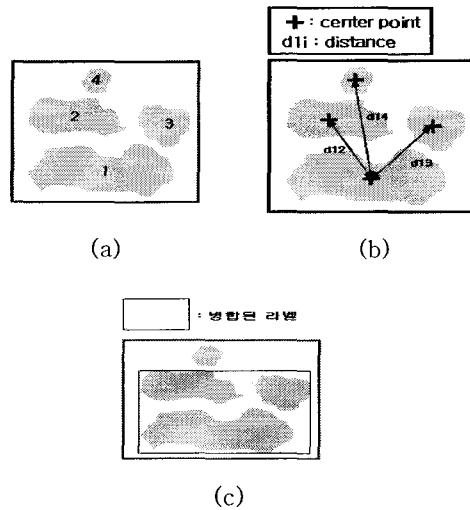 ✚ : center point
d1i : distance
4
2
3
1
d14
d12
d13
(a)
(b)
: 병합된 라벨
(c)